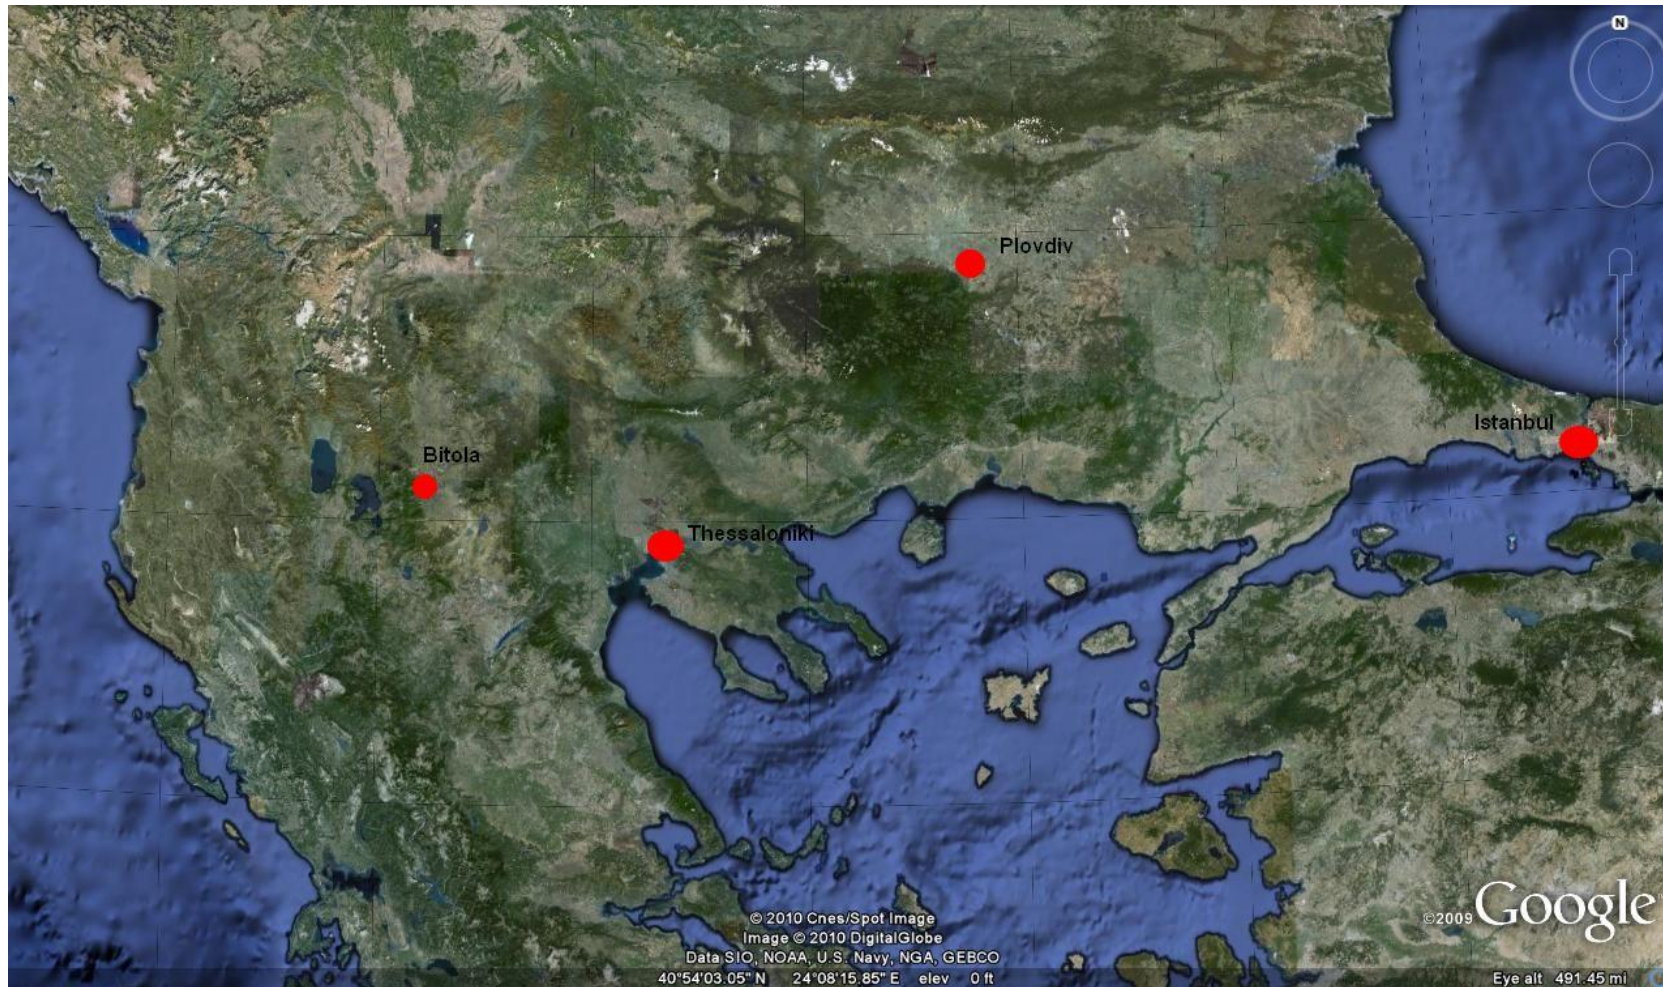 N
Plovdiv
Istanbul
Bitola
Thessaloniki
©2009 Google
© 2010 Cnes/Spot Image
Image © 2010 DigitalGlobe
Data SIO, NOAA, U.S. Navy, NGA, GEBCO
40°54'03.05" N 24°08'15.85" E elev 0 ft
Eye alt 491.45 mi